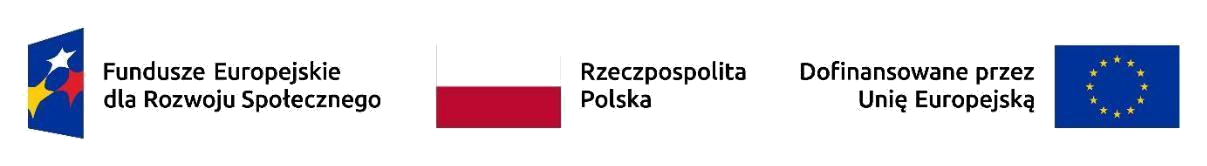 Fundusze Europejskie
dla Rozwoju Społecznego
Rzeczpospolita
Polska
Dofinansowane przez
Unię Europejską